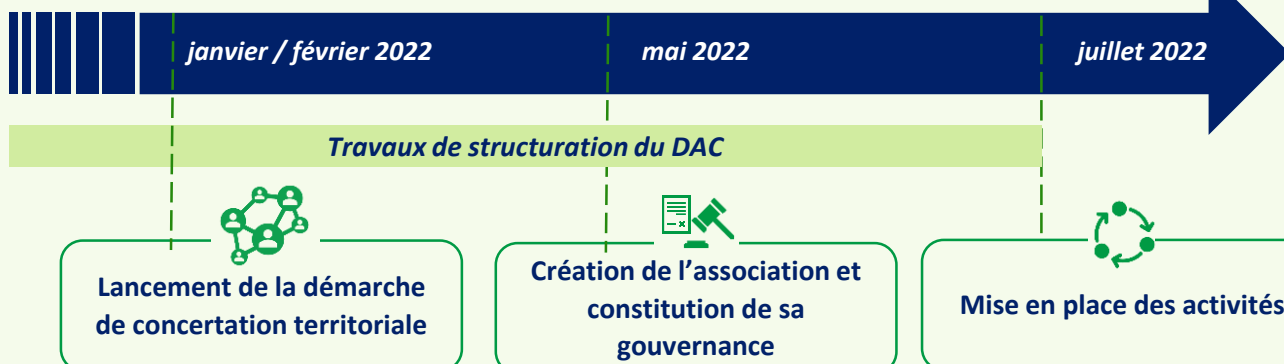 janvier / février 2022
mai 2022
juillet 2022
Travaux de structuration du DAC
Lancement de la démarche
de concertation territoriale
Création de l'association et
constitution de sa
gouvernance
Mise en place des activités